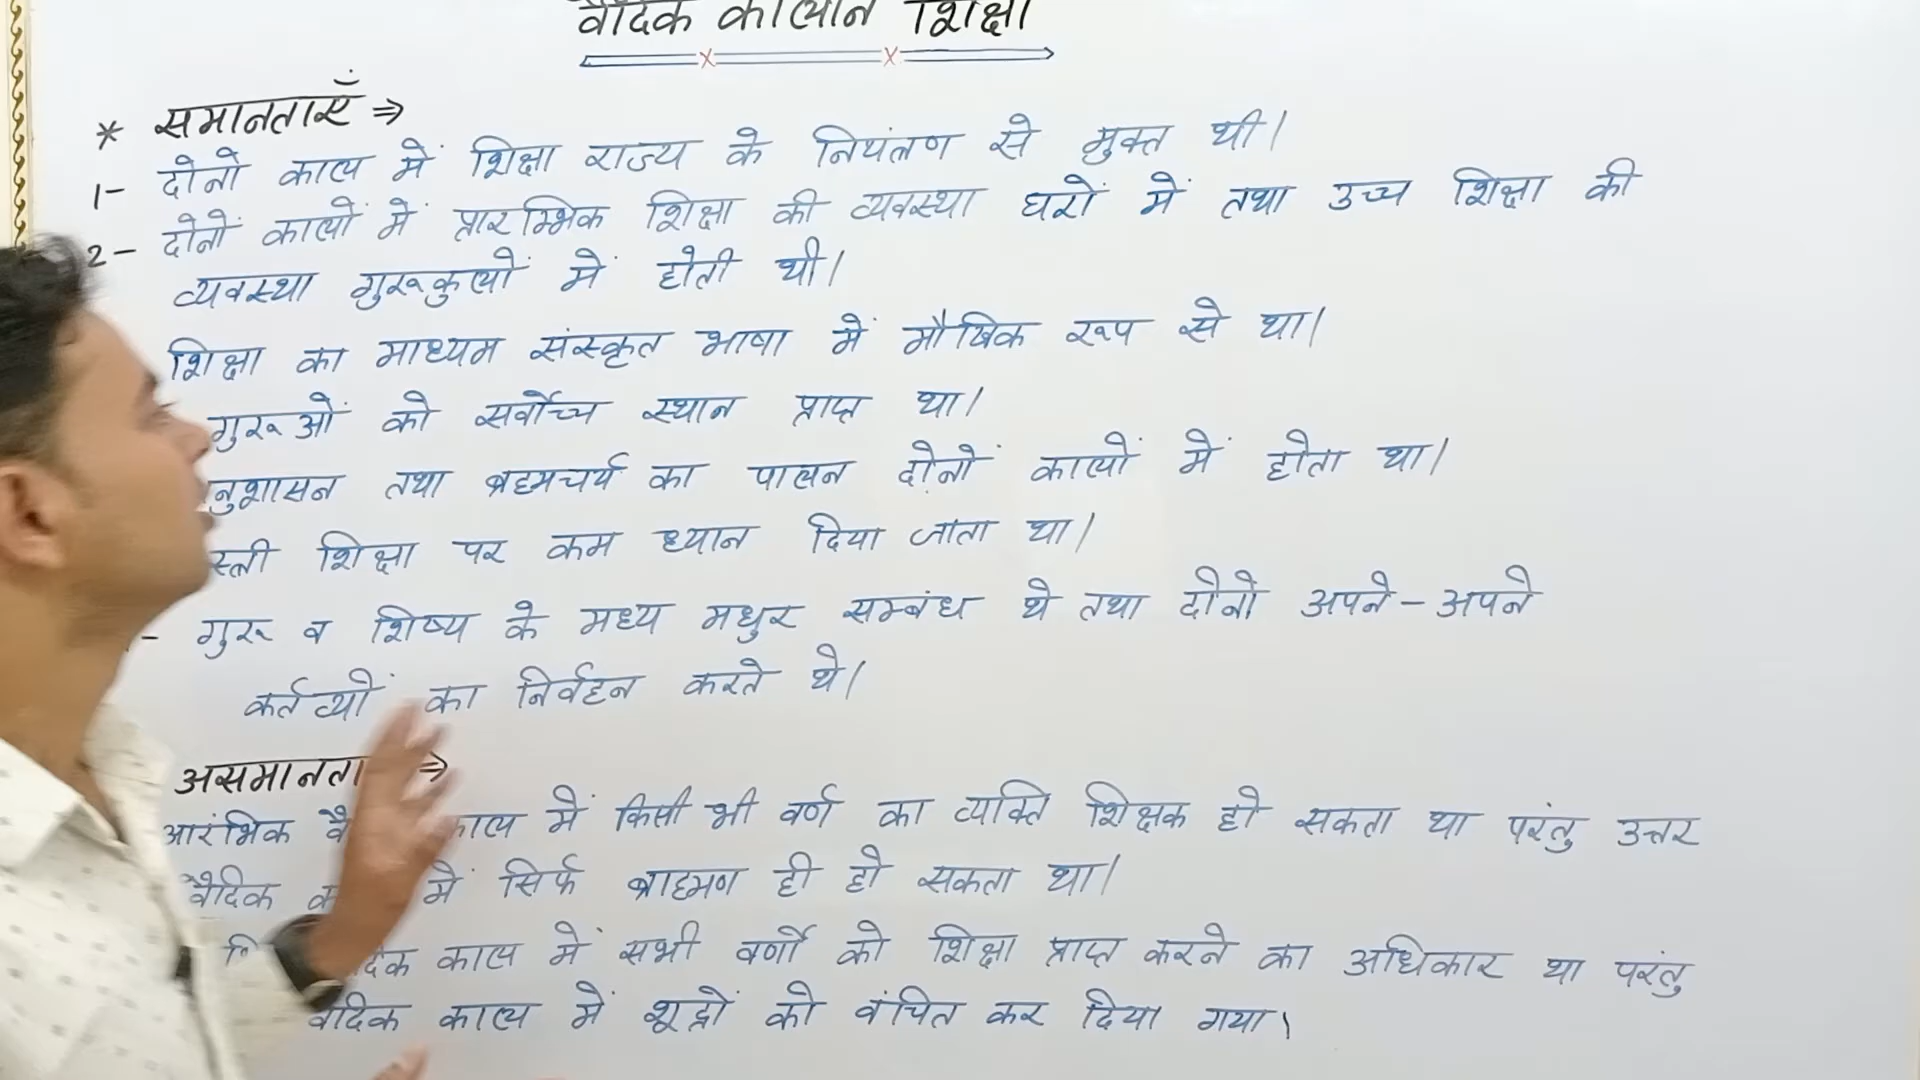 वैदिक कालीन शिक्षा
* समानताएँ ⇒
1- दोनो काल में शिक्षा राज्य के नियंत्रण से मुक्त थी।
2- दोनों कालों में प्रारम्भिक शिक्षा की व्यवस्था घरों में तथा उच्च शिक्षा की
व्यवस्था गुरूकुलों में होती थी।
शिक्षा का माध्यम संस्कृत भाषा में मौखिक रूप से था।
गुरूओं को सर्वोच्च स्थान प्राप्त था।
नुशासन तथा ब्रह्मचर्य का पालन दोनों कालों में होता था।
स्त्री शिक्षा पर कम ध्यान दिया जाता था।
- गुरू व शिष्य के मध्य मधुर सम्बंध थे तथा दोनो अपने-अपने
कर्तव्यों का निर्वहन करते थे।
असमानता ⇒
आरंभिक वै काल में किसी भी वर्ण का व्यक्ति शिक्षक हो सकता था परंतु उत्तर
वैदिक में सिर्फ ब्राहमण ही हो सकता था।
दिक काल में सभी वर्णों को शिक्षा प्राप्त करने का अधिकार था परंतु
वैदिक काल में शूद्रों को वंचित कर दिया गया।